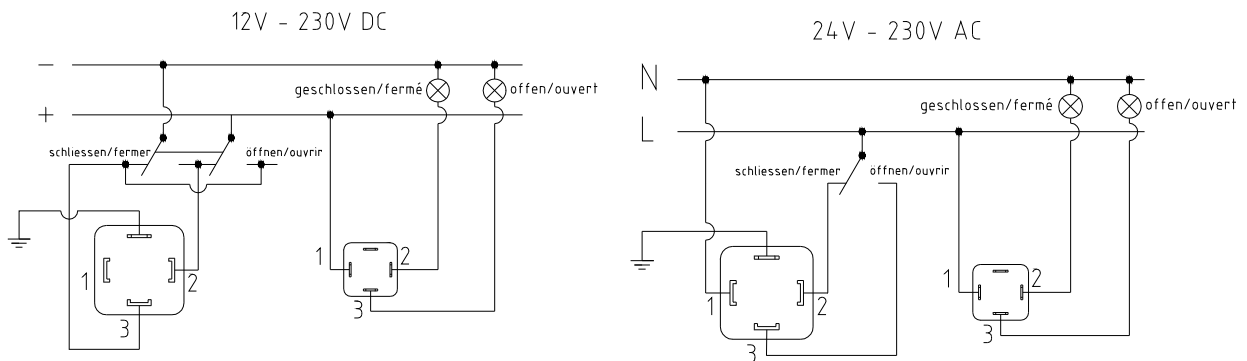 12V - 230V DC
−
+
geschlossen/fermé
offen/ouvert
schliessen/fermer
öffnen/ouvrir
1
2
3
1
2
3
24V - 230V AC
N
L
geschlossen/fermé
offen/ouvert
schliessen/fermer
öffnen/ouvrir
1
2
3
1
2
3